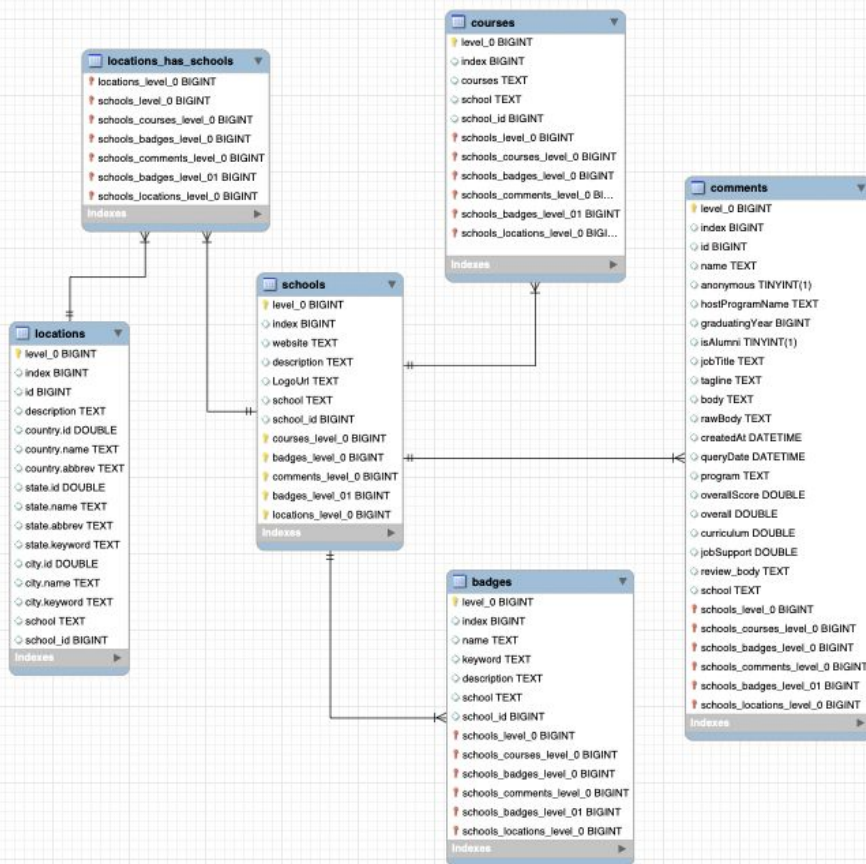 locations_has_schools
locations_level_0 BIGINT
schools_level_0 BIGINT
schools_courses_level_0 BIGINT
schools_badges_level_0 BIGINT
schools_comments_level_0 BIGINT
schools_badges_level_01 BIGINT
schools_locations_level_0 BIGINT
Indexes
courses
level_0 BIGINT
index BIGINT
courses TEXT
school TEXT
school_id BIGINT
schools_level_0 BIGINT
schools_courses_level_0 BIGINT
schools_badges_level_0 BIGINT
schools_comments_level_0 BI...
schools_badges_level_01 BIGINT
schools_locations_level_0 BIGI...
Indexes
locations
level_0 BIGINT
index BIGINT
id BIGINT
description TEXT
country.id DOUBLE
country.name TEXT
country.abbrev TEXT
state.id DOUBLE
state.name TEXT
state.abbrev TEXT
state.keyword TEXT
city.id DOUBLE
city.name TEXT
city.keyword TEXT
school TEXT
school_id BIGINT
Indexes
schools
level_0 BIGINT
index BIGINT
website TEXT
description TEXT
LogoUrl TEXT
school TEXT
school_id BIGINT
courses_level_0 BIGINT
badges_level_0 BIGINT
comments_level_0 BIGINT
badges_level_01 BIGINT
locations_level_0 BIGINT
Indexes
badges
level_0 BIGINT
index BIGINT
name TEXT
keyword TEXT
description TEXT
school TEXT
school_id BIGINT
schools_level_0 BIGINT
schools_courses_level_0 BIGINT
schools_badges_level_0 BIGINT
schools_comments_level_0 BIGINT
schools_badges_level_01 BIGINT
schools_locations_level_0 BIGINT
Indexes
comments
level_0 BIGINT
index BIGINT
id BIGINT
name TEXT
anonymous TINYINT(1)
hostProgramName TEXT
graduatingYear BIGINT
isAlumni TINYINT(1)
jobTitle TEXT
tagline TEXT
body TEXT
rawBody TEXT
createdAt DATETIME
queryDate DATETIME
program TEXT
overallScore DOUBLE
overall DOUBLE
curriculum DOUBLE
jobSupport DOUBLE
review_body TEXT
school TEXT
schools_level_0 BIGINT
schools_courses_level_0 BIGINT
schools_badges_level_0 BIGINT
schools_comments_level_0 BIGINT
schools_badges_level_01 BIGINT
schools_locations_level_0 BIGINT
Indexes